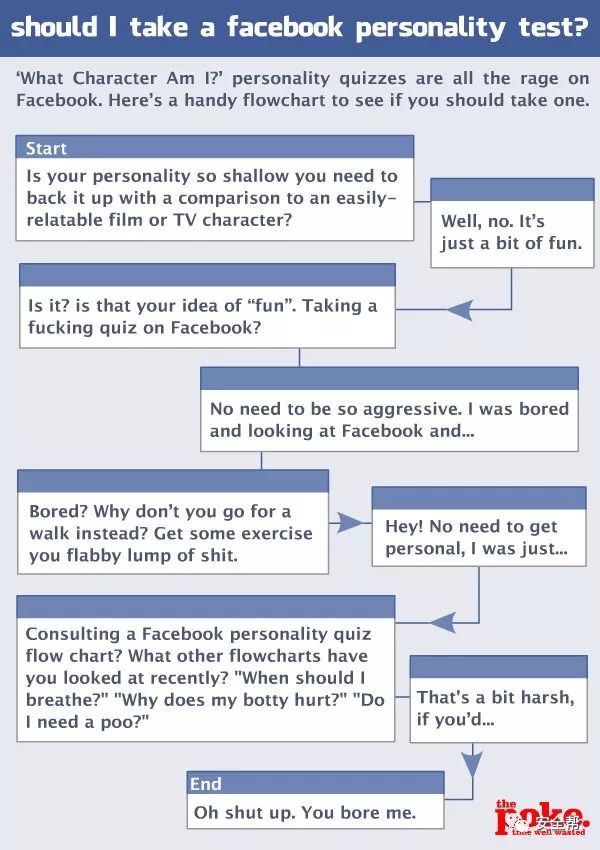 should I take a facebook personality test?
‘What Character Am I?’ personality quizzes are all the rage on
Facebook. Here’s a handy flowchart to see if you should take one.
Start
Is your personality so shallow you need to
back it up with a comparison to an easily-
relatable film or TV character?
Well, no. It’s
just a bit of fun.
Is it? is that your idea of “fun”. Taking a
fucking quiz on Facebook?
No need to be so aggressive. I was bored
and looking at Facebook and...
Bored? Why don’t you go for a
walk instead? Get some exercise
you flabby lump of shit.
Hey! No need to get
personal, I was just...
Consulting a Facebook personality quiz
flow chart? What other flowcharts have
you looked at recently? "When should I
breathe?" "Why does my botty hurt?" "Do
I need a poo?"
That's a bit harsh,
if you’d...
End
Oh shut up. You bore me.
the
poke.
time well wasted
安全帮